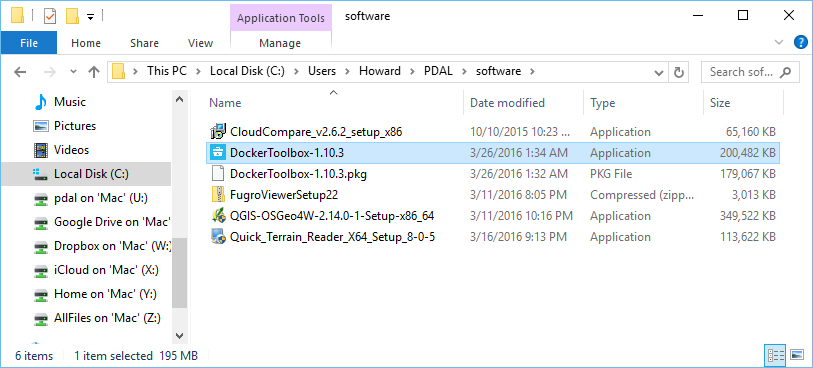 Application Tools software
File Home Share View Manage
This PC Local Disk (C:) Users Howard PDAL software Search sof...
Name Date modified Type Size
Music
Pictures
Videos
Local Disk (C:)
pdal on 'Mac' (U:)
Google Drive on 'Mac'
Dropbox on 'Mac' (W:)
iCloud on 'Mac' (X:)
Home on 'Mac' (Y:)
AllFiles on 'Mac' (Z:)
CloudCompare_v2.6.2_setup_x86 10/10/2015 10:23 ... Application 65,160 KB
DockerToolbox-1.10.3 3/26/2016 1:34 AM Application 200,482 KB
DockerToolbox-1.10.3.pkg 3/26/2016 1:32 AM PKG File 179,067 KB
FugroViewerSetup22 3/11/2016 8:05 PM Compressed (zipp... 3,013 KB
QGIS-OSGeo4W-2.14.0-1-Setup-x86_64 3/11/2016 10:16 PM Application 349,522 KB
Quick_Terrain_Reader_X64_Setup_8-0-5 3/16/2016 9:13 PM Application 113,622 KB
6 items 1 item selected 195 MB